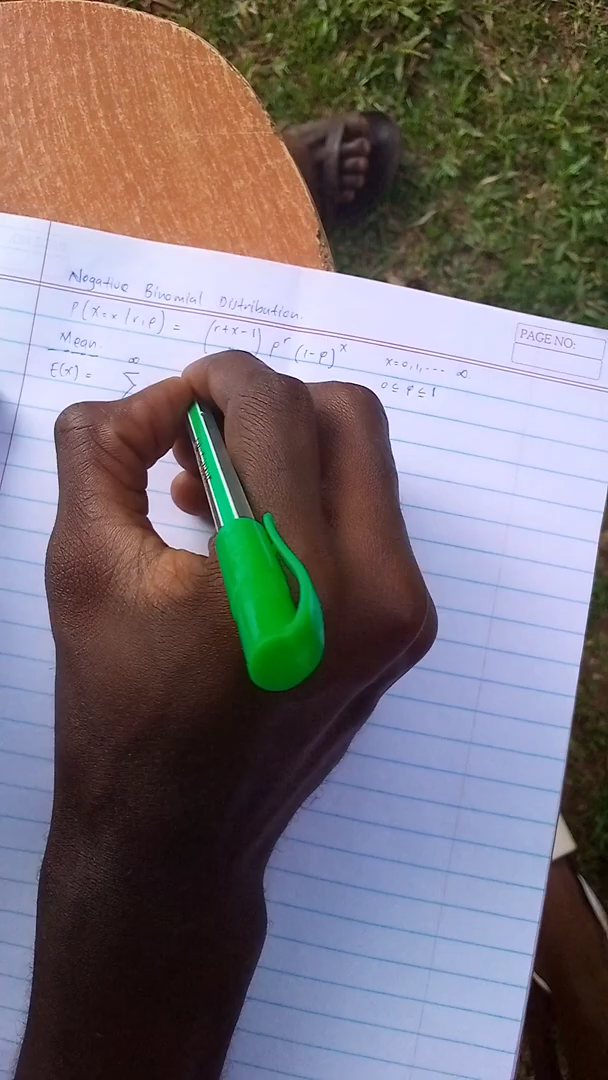 Negative Binomial Distribution.
PAGE NO:
P(X=x/r,p) = (r+x-1) p^r (1-p)^x x=0,1,--- ∞
0≤p≤1
Mean
E(x) = ∞ ∑